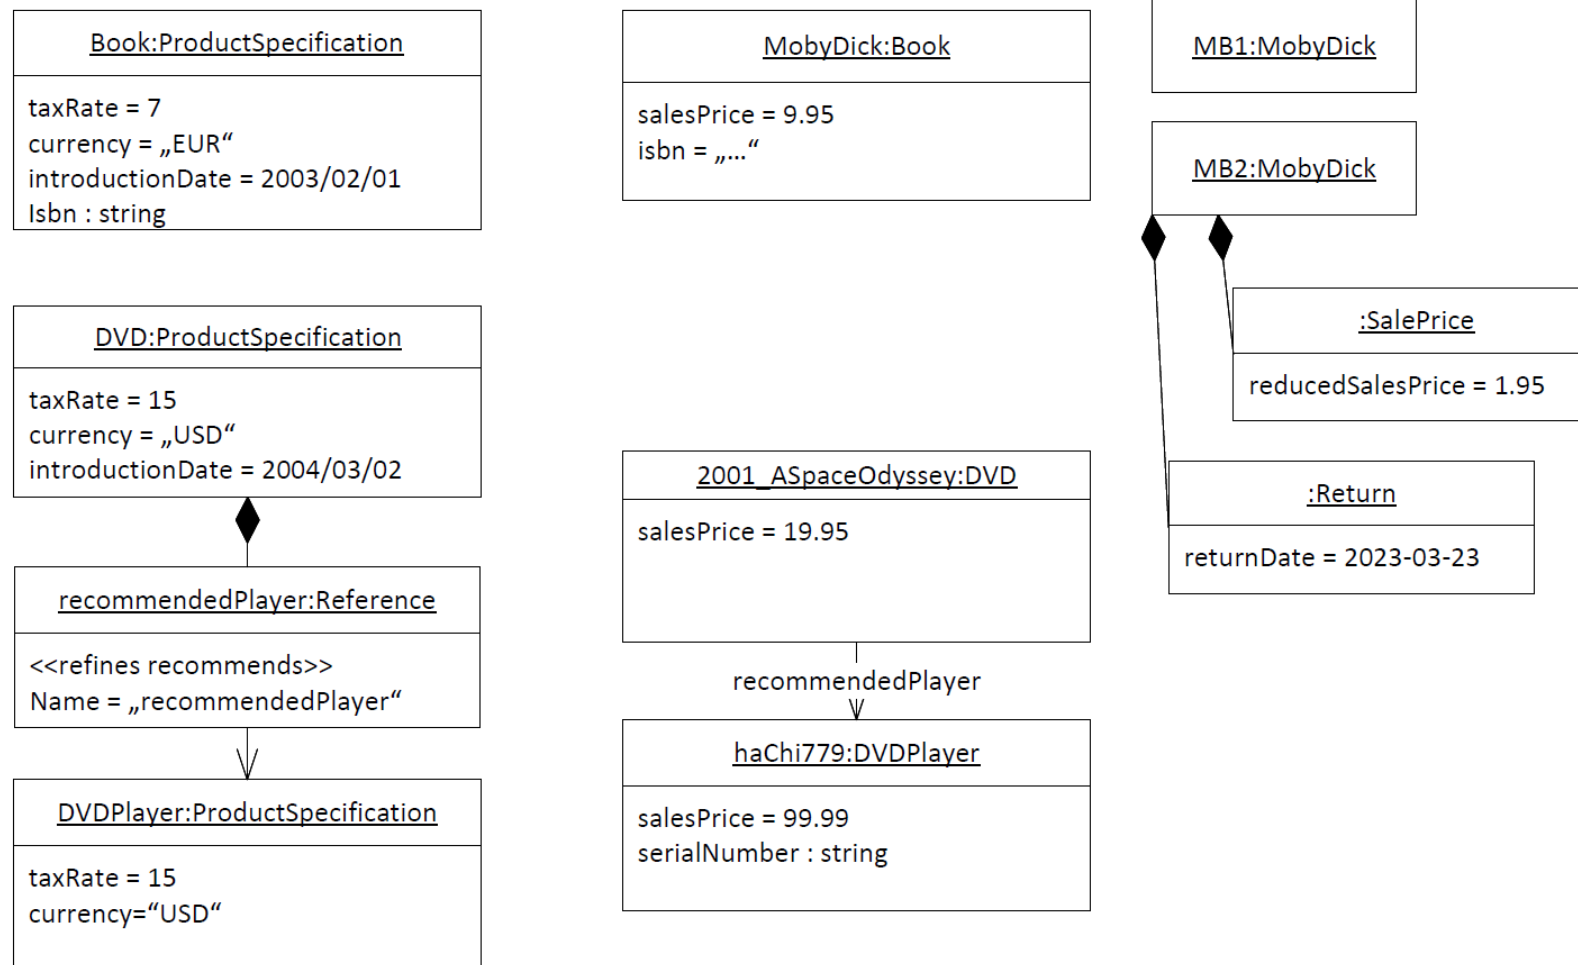 Book:ProductSpecification
taxRate = 7
currency = „EUR“
introductionDate = 2003/02/01
Isbn : string
DVD:ProductSpecification
taxRate = 15
currency = „USD“
introductionDate = 2004/03/02
recommendedPlayer:Reference
<<refines recommends>>
Name = „recommendedPlayer“
DVDPlayer:ProductSpecification
taxRate = 15
currency=“USD“
MobyDick:Book
salesPrice = 9.95
isbn = „...“
2001_ASpaceOdyssey:DVD
salesPrice = 19.95
recommendedPlayer
haChi779:DVDPlayer
salesPrice = 99.99
serialNumber : string
MB1:MobyDick
MB2:MobyDick
:SalePrice
reducedSalesPrice = 1.95
:Return
returnDate = 2023-03-23